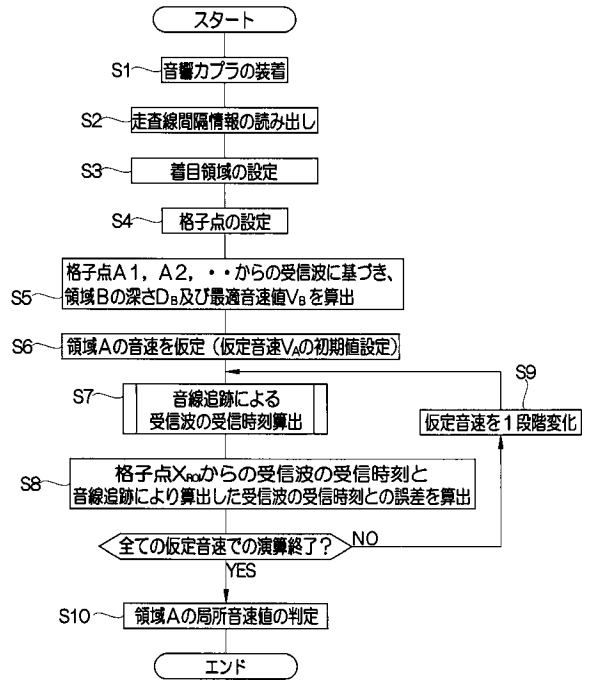 スタート
S1 音響カプラの装着
S2 走査線間隔情報の読み出し
S3 着目領域の設定
S4 格子点の設定
S5 格子点A1，A2，・・からの受信波に基づき、
領域Bの深さDB及び最適音速値VBを算出
S6 領域Aの音速を仮定（仮定音速VAの初期値設定）
S7 音線追跡による
受信波の受信時刻算出
S9
仮定音速を１段階変化
S8 格子点XROIからの受信波の受信時刻と
音線追跡により算出した受信波の受信時刻との誤差を算出
全ての仮定音速での演算終了？ NO
YES
S10 領域Aの局所音速値の判定
エンド